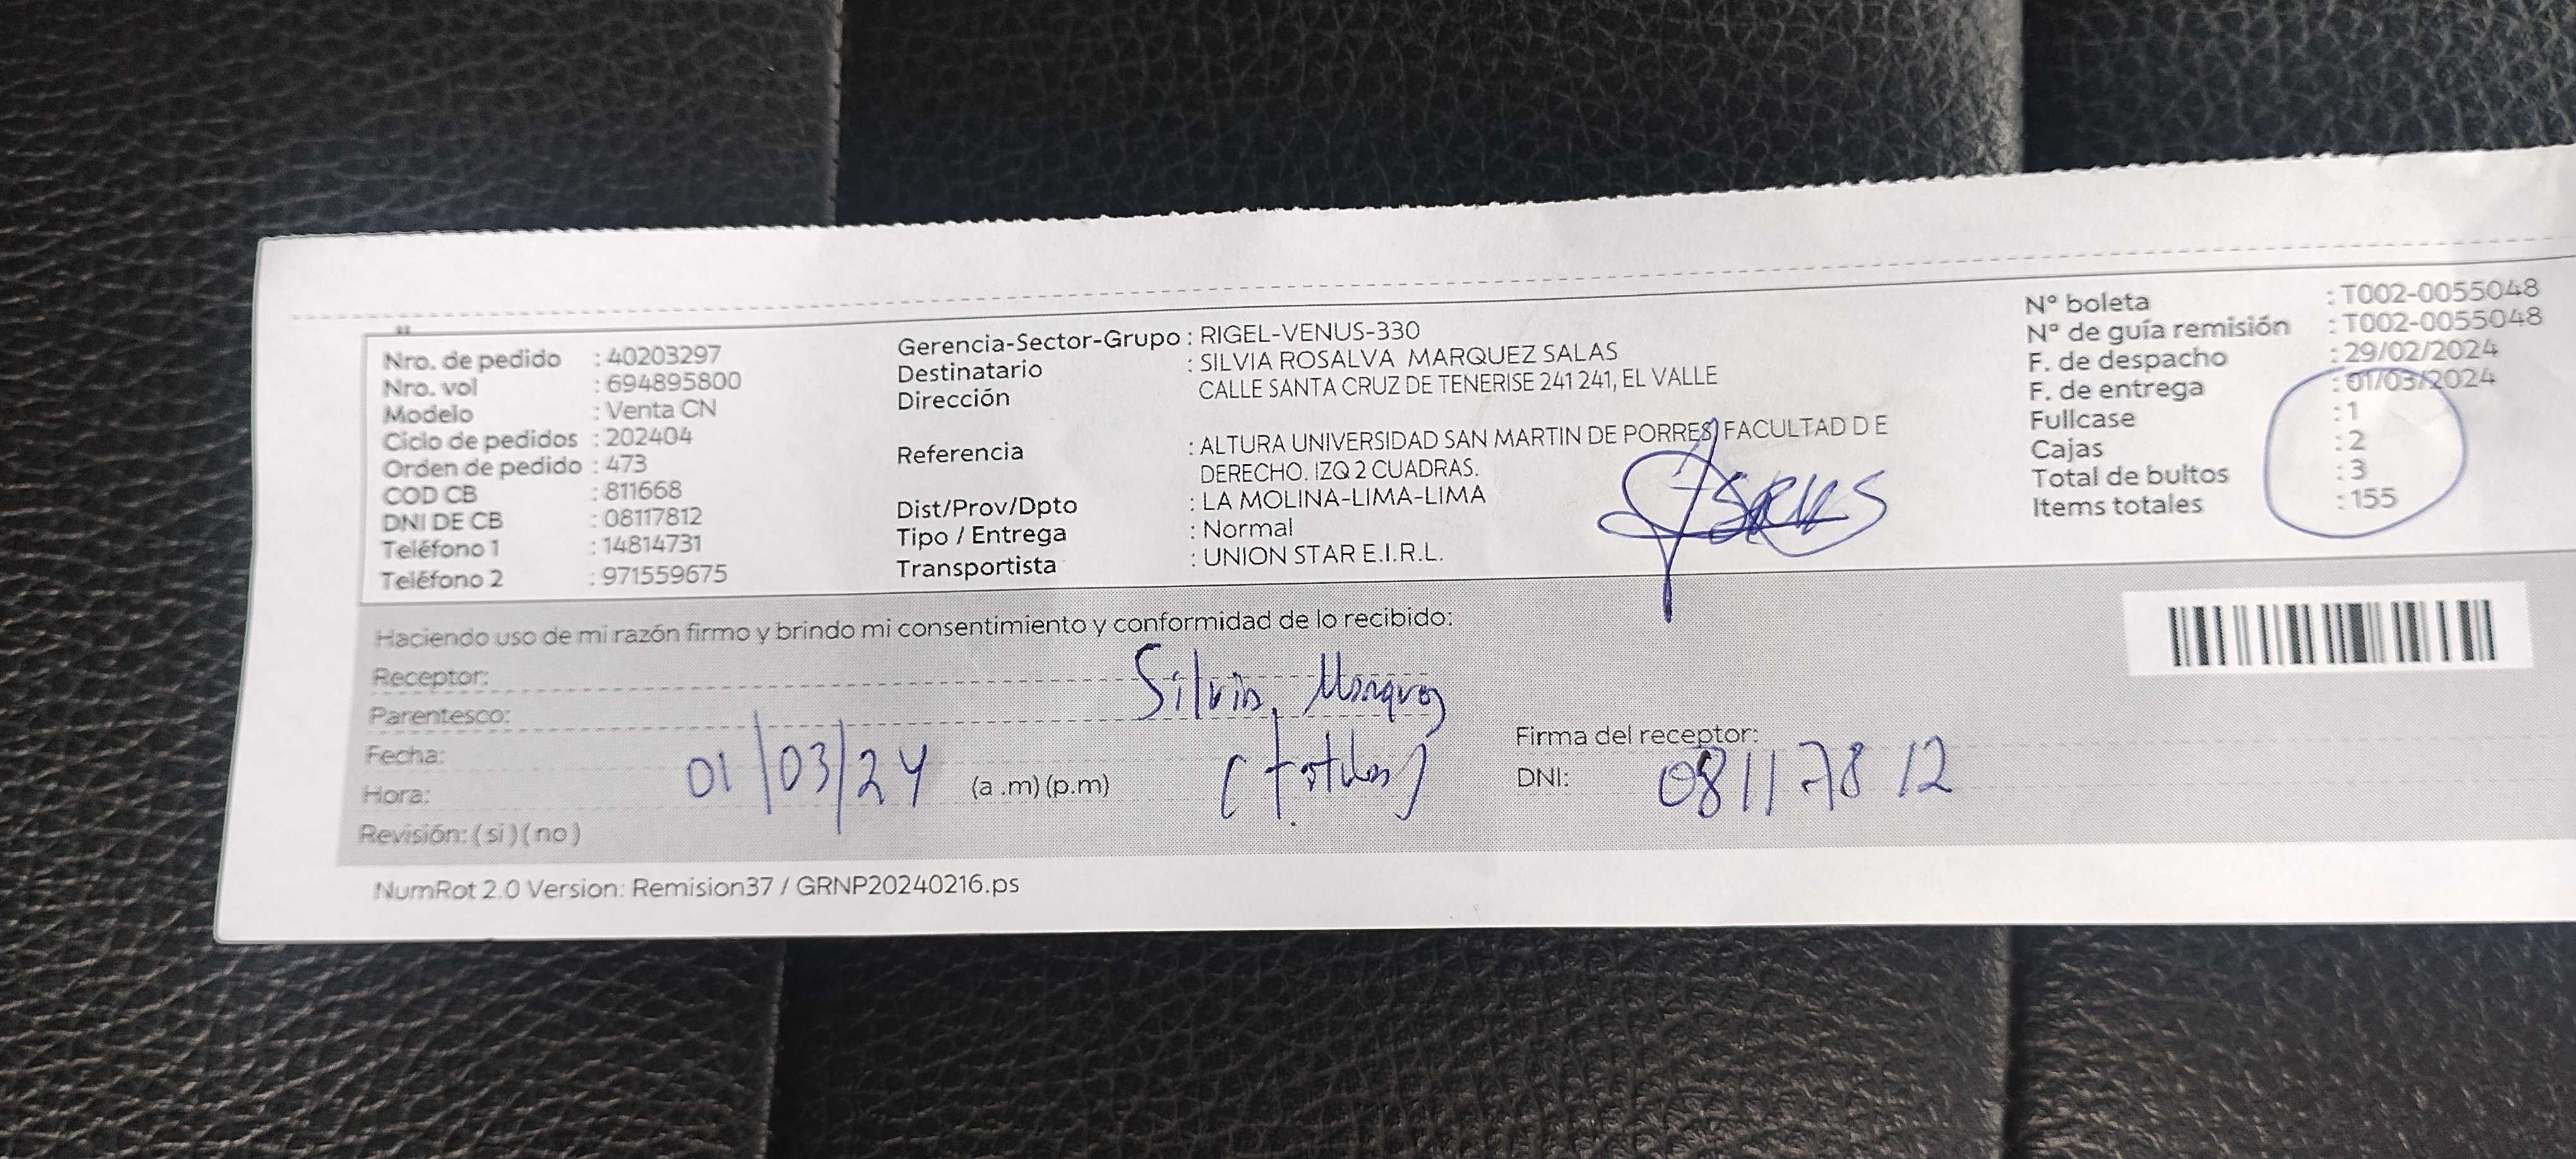 Nro. de pedido : 40203297
Nro. vol : 694895800
Modelo : Venta CN
Ciclo de pedidos : 202404
Orden de pedido : 473
COD CB : 811668
DNI DE CB : 08117812
Teléfono 1 : 14814731
Teléfono 2 : 971559675
Gerencia-Sector-Grupo : RIGEL-VENUS-330
Destinatario : SILVIA ROSALVA MARQUEZ SALAS
Dirección CALLE SANTA CRUZ DE TENERISE 241 241, EL VALLE
Referencia : ALTURA UNIVERSIDAD SAN MARTIN DE PORRES FACULTAD D E
DERECHO. IZQ 2 CUADRAS.
Dist/Prov/Dpto : LA MOLINA-LIMA-LIMA
Tipo / Entrega : Normal
Transportista : UNION STAR E.I.R.L.
N° boleta : T002-0055048
N° de guía remisión : T002-0055048
F. de despacho : 29/02/2024
F. de entrega : 01/03/2024
Fullcase : 1
Cajas : 2
Total de bultos : 3
Items totales : 155
Haciendo uso de mi razón firmo y brindo mi consentimiento y conformidad de lo recibido:
Receptor: Silvia Marquez
Parentesco:
Fecha: 01/03/24
Hora: (a .m) (p.m)
Revisión: ( si ) ( no )
Firma del receptor:
DNI: 08117812
NumRot 2.0 Version: Remision37 / GRNP20240216.ps